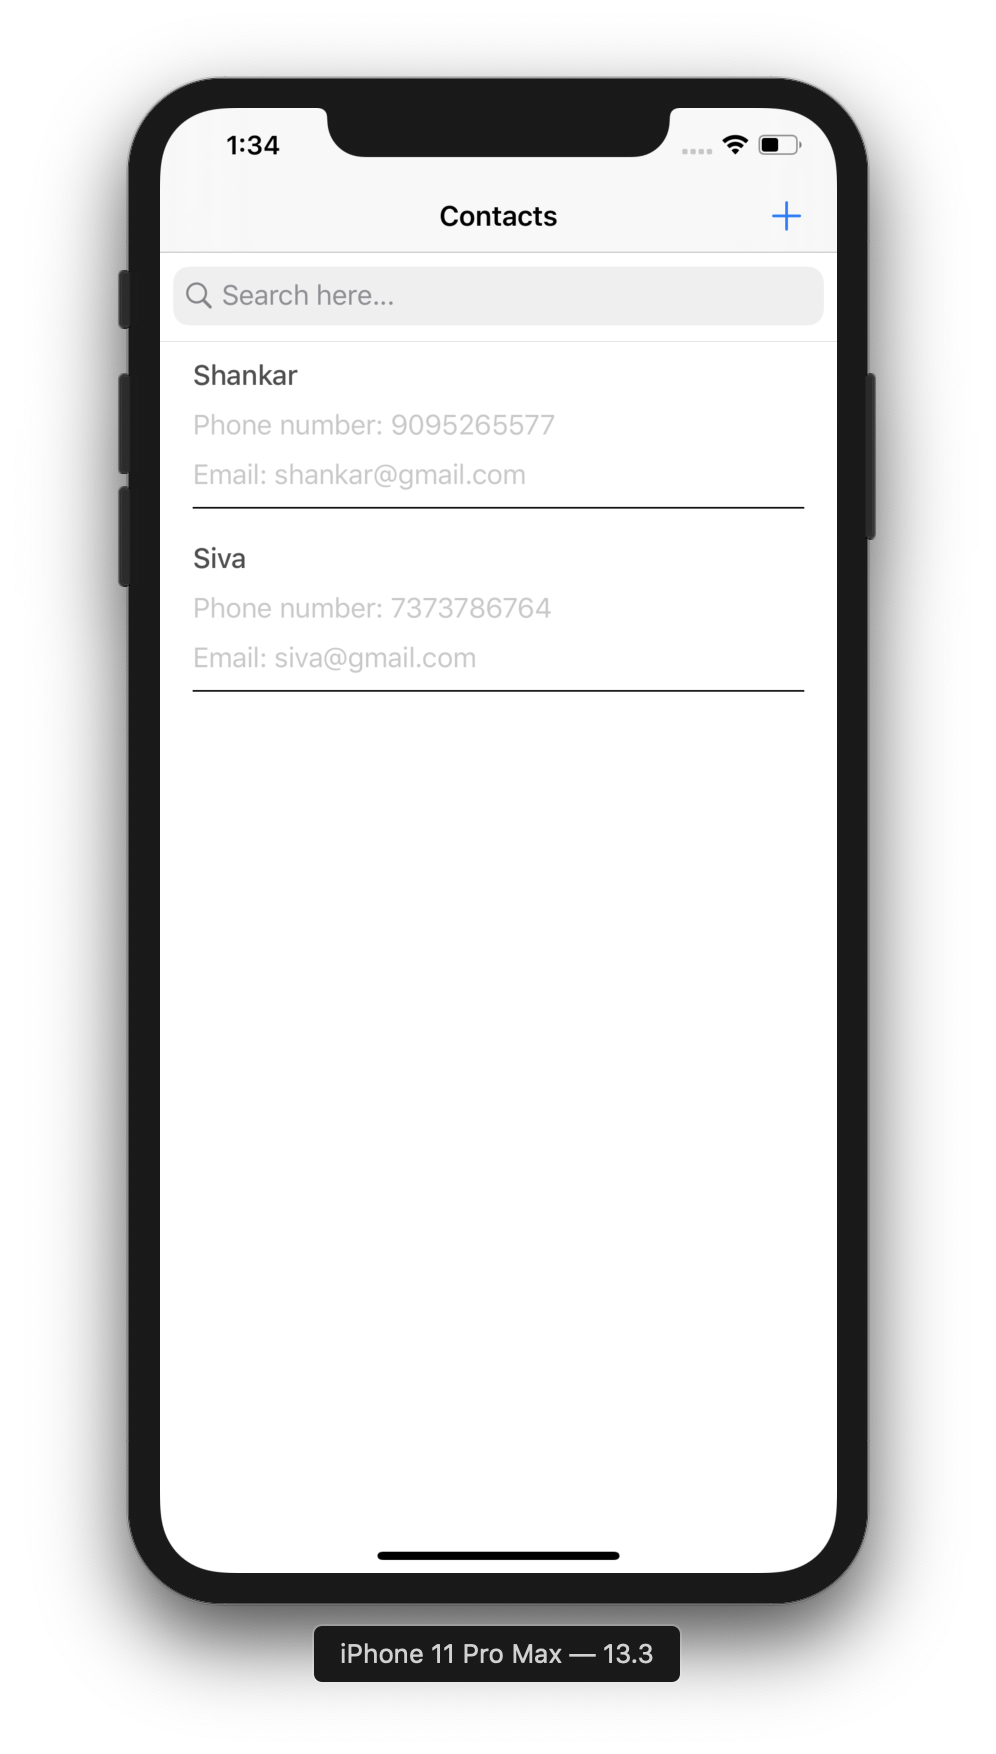 1:34
Contacts
Search here...
Shankar
Phone number: 9095265577
Email: shankar@gmail.com
Siva
Phone number: 7373786764
Email: siva@gmail.com
iPhone 11 Pro Max — 13.3